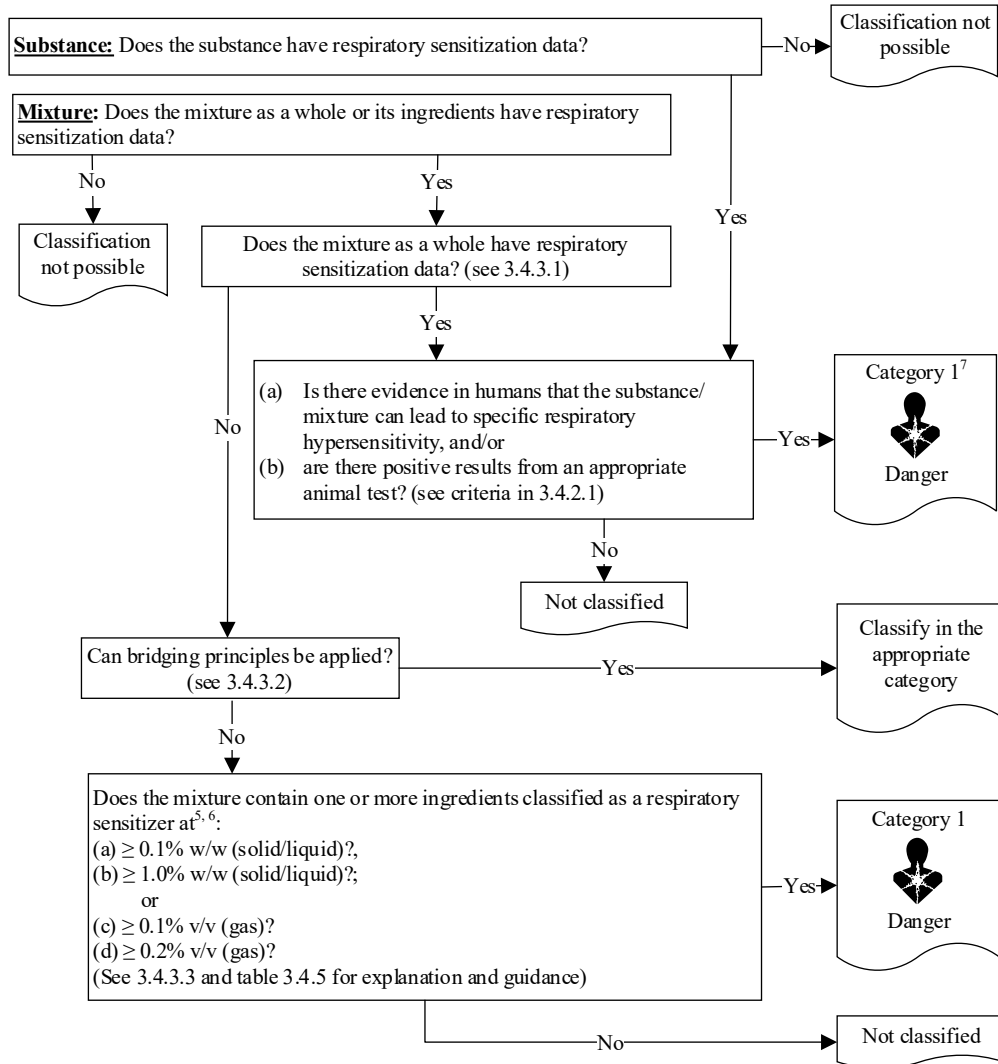 Substance: Does the substance have respiratory sensitization data?
No
Classification not
possible
Mixture: Does the mixture as a whole or its ingredients have respiratory
sensitization data?
No
Yes
Yes
Classification
not possible
Does the mixture as a whole have respiratory
sensitization data? (see 3.4.3.1)
No
Yes
(a) Is there evidence in humans that the substance/
mixture can lead to specific respiratory
hypersensitivity, and/or
(b) are there positive results from an appropriate
animal test? (see criteria in 3.4.2.1)
Yes
Category 1⁷
Danger
No
Not classified
Can bridging principles be applied?
(see 3.4.3.2)
Yes
Classify in the
appropriate
category
No
Does the mixture contain one or more ingredients classified as a respiratory
sensitizer at⁵, ⁶:
(a) ≥ 0.1% w/w (solid/liquid)?,
(b) ≥ 1.0% w/w (solid/liquid)?;
or
(c) ≥ 0.1% v/v (gas)?
(d) ≥ 0.2% v/v (gas)?
(See 3.4.3.3 and table 3.4.5 for explanation and guidance)
Yes
Category 1
Danger
No
Not classified